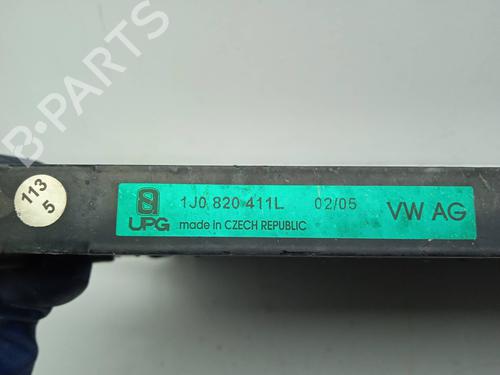 B-PARTS
113
5
UPG
1J0 820 411L 02/05 VW AG
made in CZECH REPUBLIC